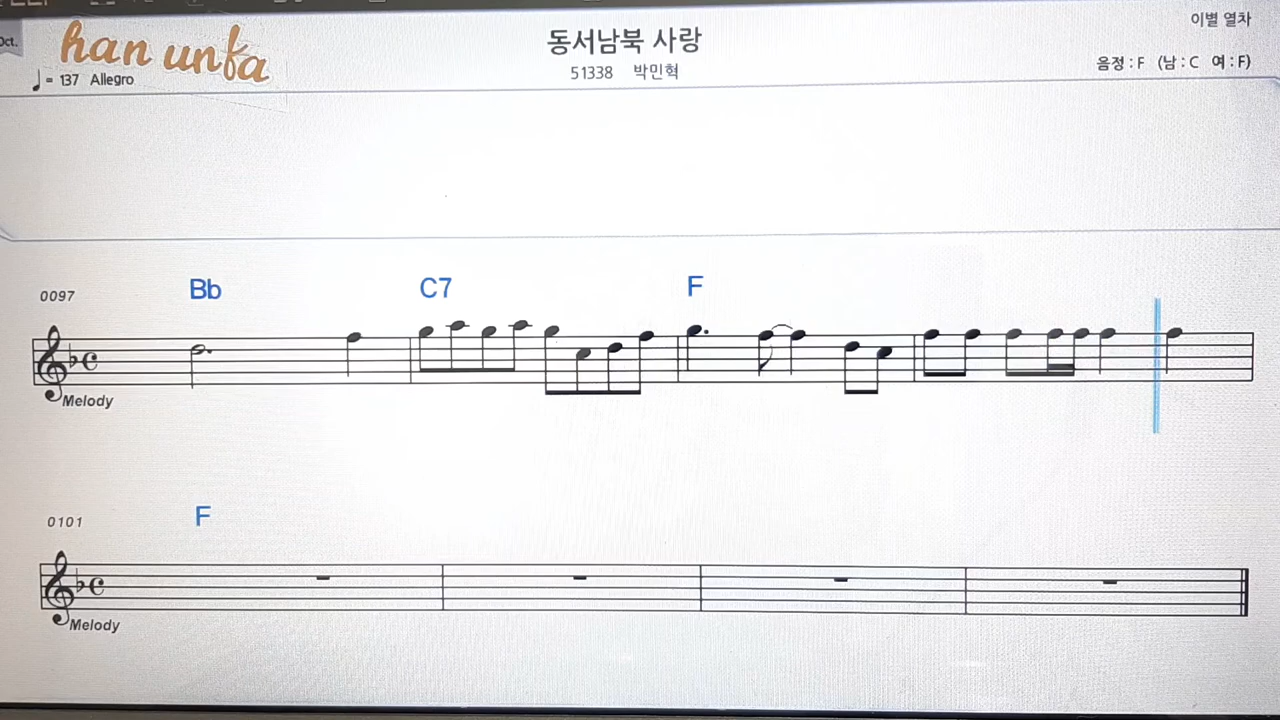 Oct.
han unfa
이별 열차
동서남북 사랑
51338 박민혁
♩= 137 Allegro
음정 : F (남 : C 여 : F)
0097
Bb C7 F
Melody
0101
F
Melody